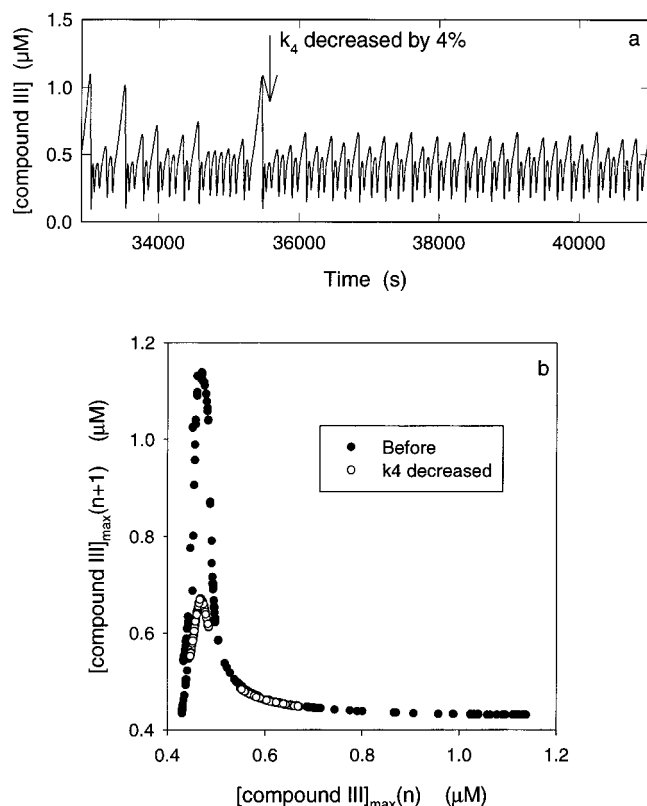 k4 decreased by 4%
a
[compound III] (µM)
1.5
1.0
0.5
0.0
34000 36000 38000 40000
Time (s)
b
[compound III]max(n+1) (µM)
1.2
1.0
0.8
0.6
0.4
Before
k4 decreased
0.4 0.6 0.8 1.0 1.2
[compound III]max(n) (µM)